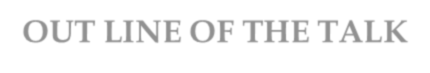 OUT LINE OF THE TALK